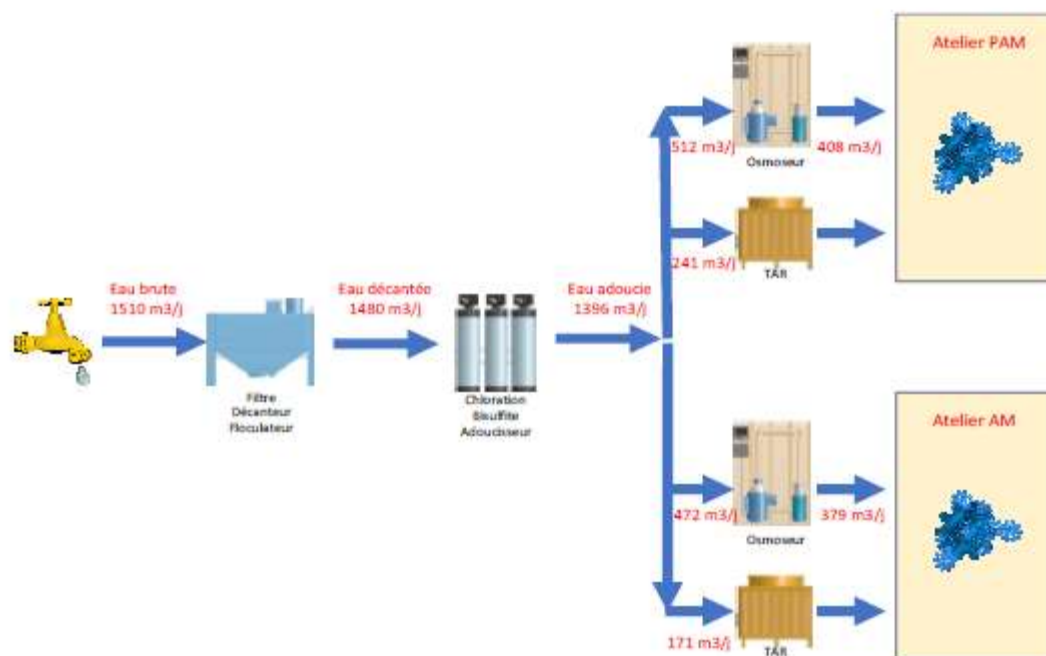 Atelier PAM
512 m3/j
408 m3/j
Osmoseur
241 m3/j
TAR
Eau brute
1510 m3/j
Eau décantée
1480 m3/j
Eau adoucie
1396 m3/j
Filtre
Décanteur
Floculateur
Chloration
Bisulfite
Adoucisseur
Atelier AM
472 m3/j
379 m3/j
Osmoseur
171 m3/j
TAR